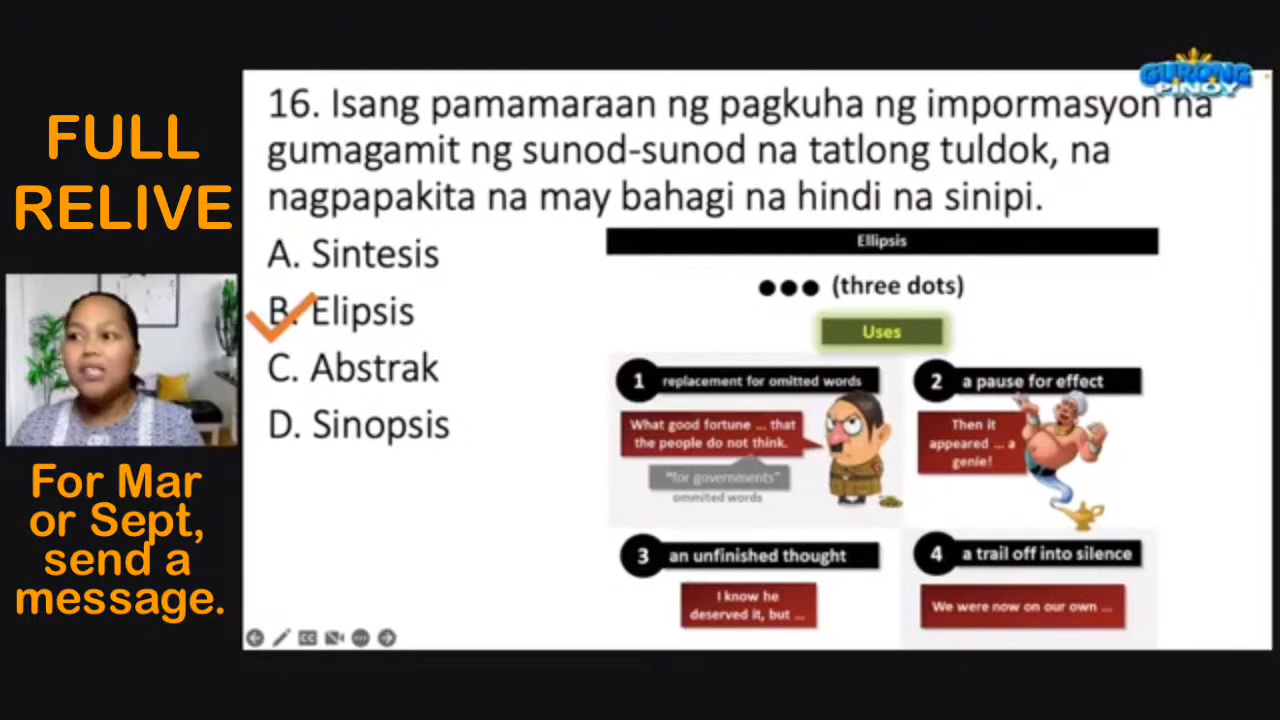 FULL
RELIVE
For Mar
or Sept,
send a
message.
GURONG
PINOY
16. Isang pamamaraan ng pagkuha ng impormasyon na
gumagamit ng sunod-sunod na tatlong tuldok, na
nagpapakita na may bahagi na hindi na sinipi.
A. Sintesis
B. Elipsis
C. Abstrak
D. Sinopsis
Ellipsis
●●● (three dots)
Uses
1 replacement for omitted words
What good fortune ... that
the people do not think.
"for governments"
ommited words
2 a pause for effect
Then it
appeared ... a
genie!
3 an unfinished thought
I know he
deserved it, but ...
4 a trail off into silence
We were now on our own ...
CC